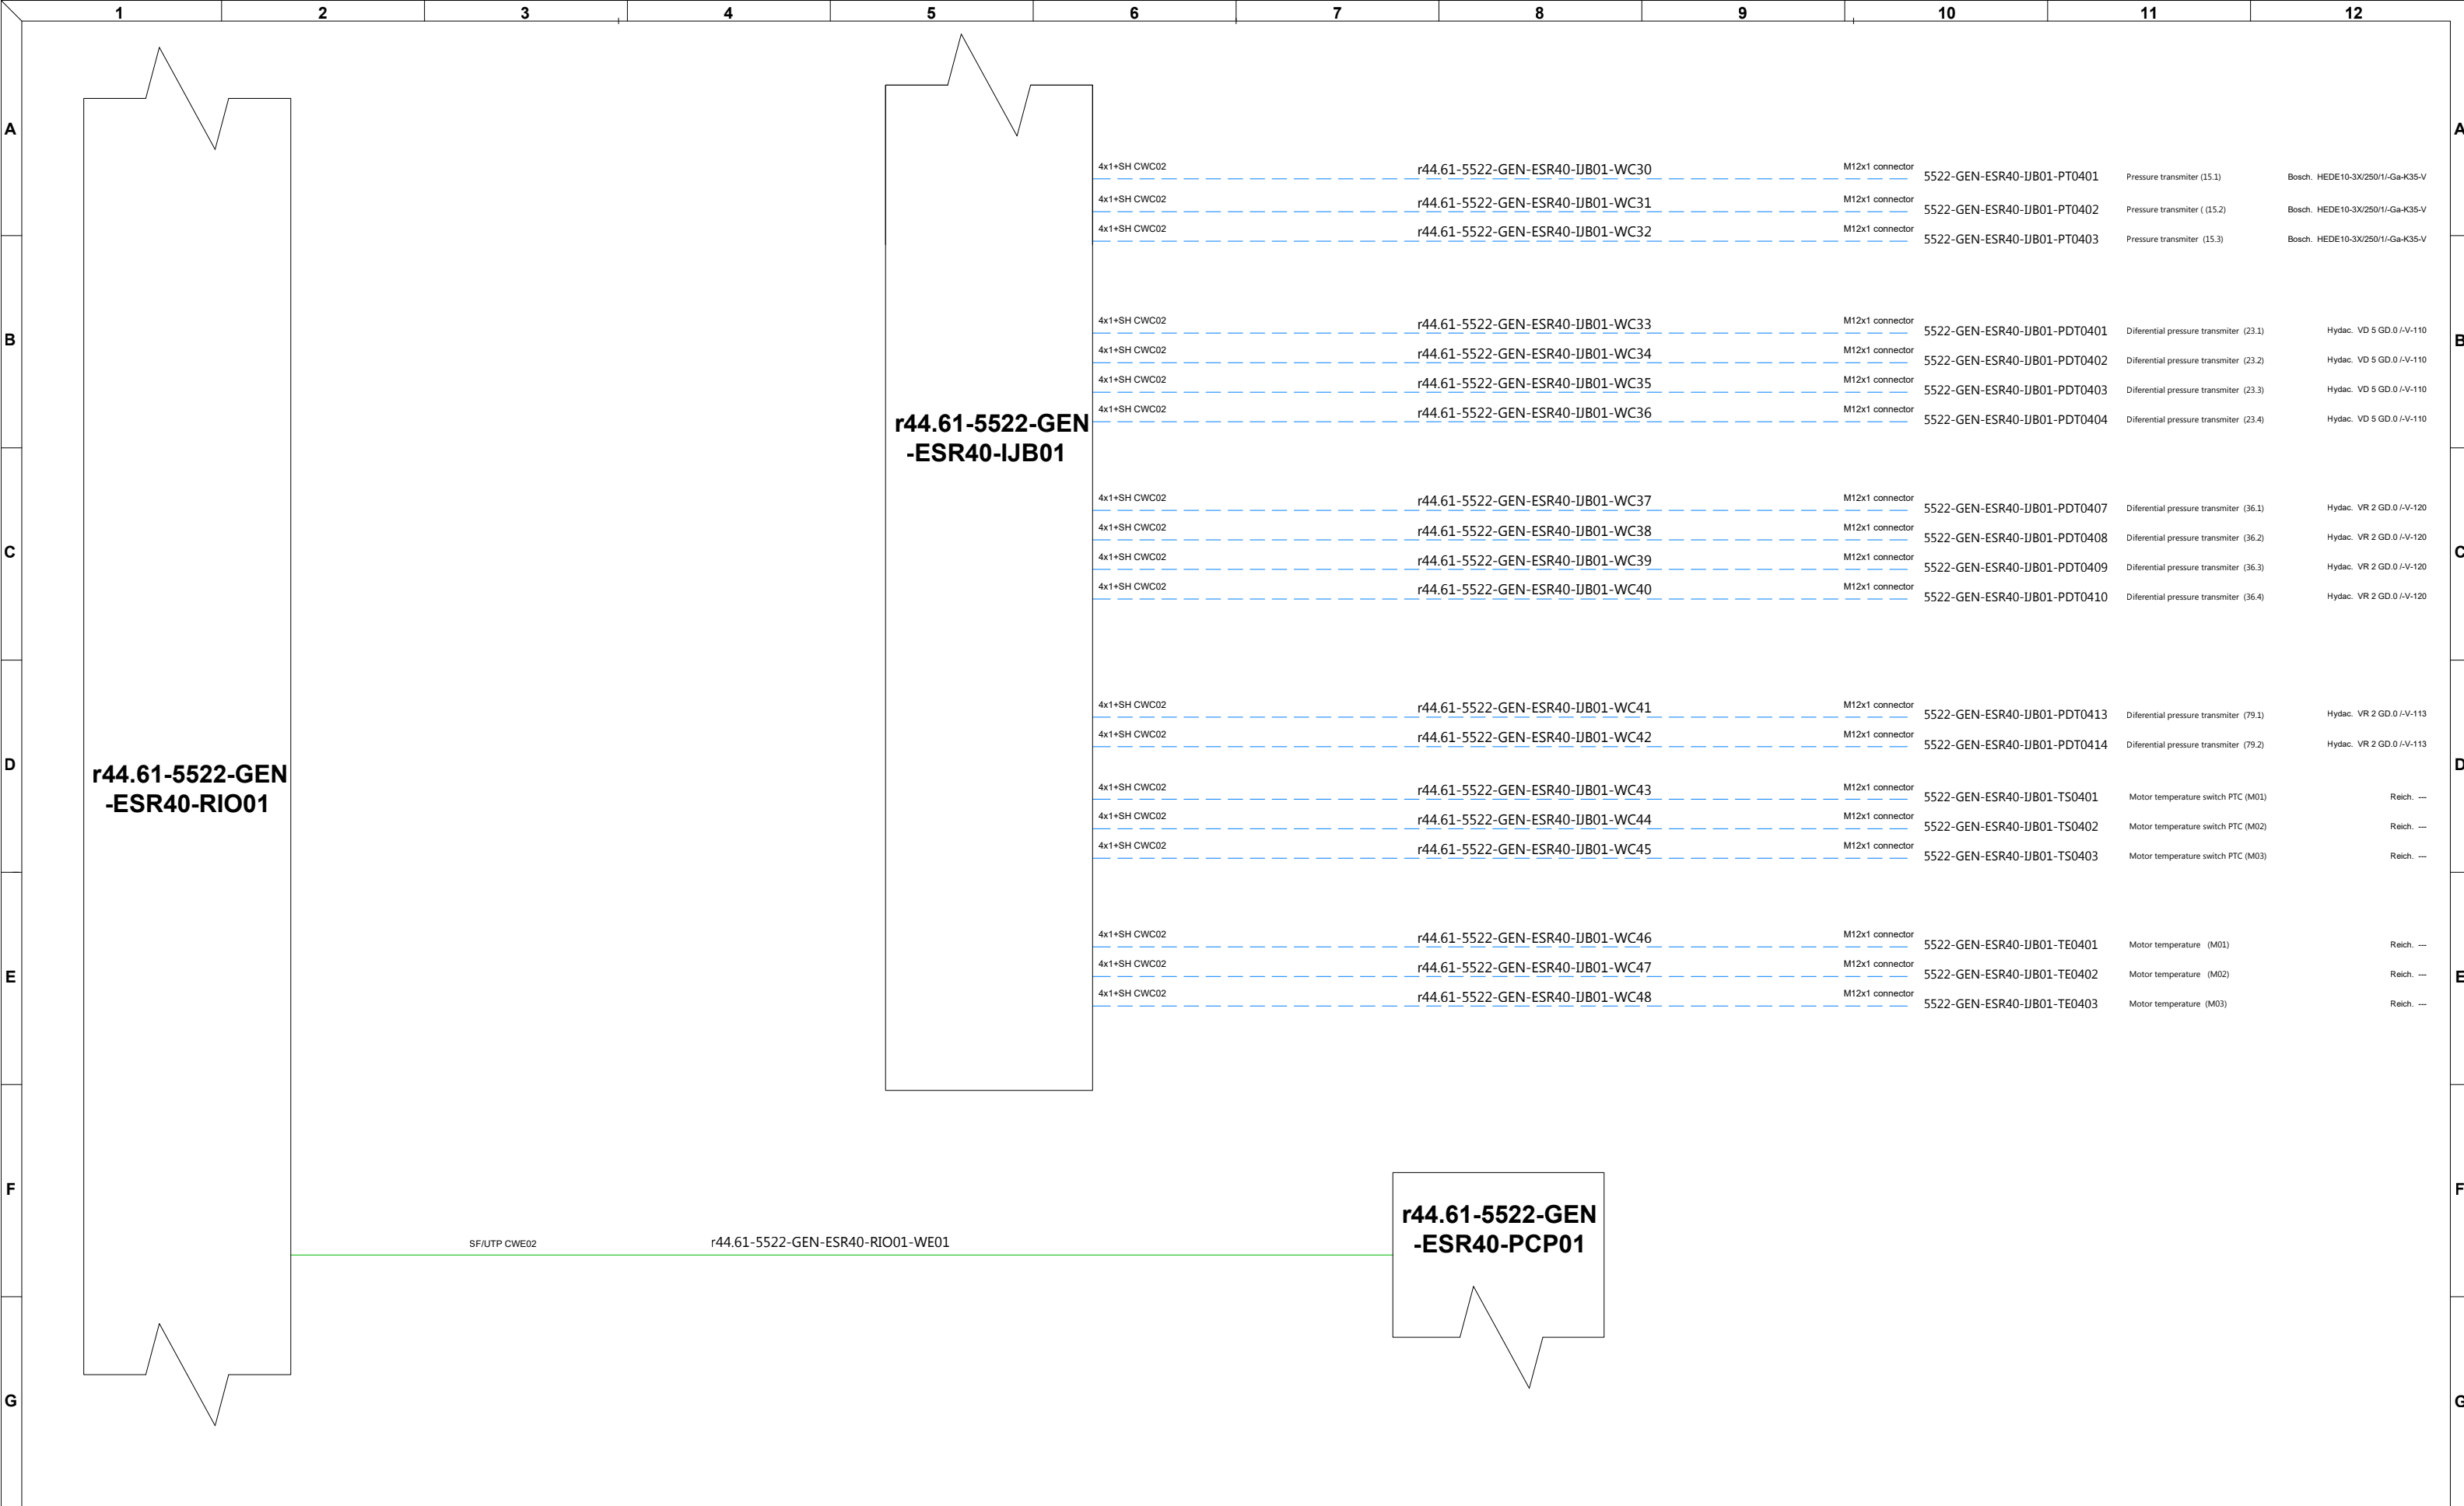 1 2 3 4 5 6 7 8 9 10 11 12
A A
4x1+SH CWC02 r44.61-5522-GEN-ESR40-IJB01-WC30 M12x1 connector 5522-GEN-ESR40-IJB01-PT0401 Pressure transmiter (15.1) Bosch. HEDE10-3X/250/1/-Ga-K35-V
4x1+SH CWC02 r44.61-5522-GEN-ESR40-IJB01-WC31 M12x1 connector 5522-GEN-ESR40-IJB01-PT0402 Pressure transmiter ( (15.2) Bosch. HEDE10-3X/250/1/-Ga-K35-V
4x1+SH CWC02 r44.61-5522-GEN-ESR40-IJB01-WC32 M12x1 connector 5522-GEN-ESR40-IJB01-PT0403 Pressure transmiter (15.3) Bosch. HEDE10-3X/250/1/-Ga-K35-V
4x1+SH CWC02 r44.61-5522-GEN-ESR40-IJB01-WC33 M12x1 connector 5522-GEN-ESR40-IJB01-PDT0401 Diferential pressure transmiter (23.1) Hydac. VD 5 GD.0 /-V-110
B B
4x1+SH CWC02 r44.61-5522-GEN-ESR40-IJB01-WC34 M12x1 connector 5522-GEN-ESR40-IJB01-PDT0402 Diferential pressure transmiter (23.2) Hydac. VD 5 GD.0 /-V-110
4x1+SH CWC02 r44.61-5522-GEN-ESR40-IJB01-WC35 M12x1 connector 5522-GEN-ESR40-IJB01-PDT0403 Diferential pressure transmiter (23.3) Hydac. VD 5 GD.0 /-V-110
4x1+SH CWC02 r44.61-5522-GEN-ESR40-IJB01-WC36 M12x1 connector 5522-GEN-ESR40-IJB01-PDT0404 Diferential pressure transmiter (23.4) Hydac. VD 5 GD.0 /-V-110
r44.61-5522-GEN
-ESR40-IJB01
4x1+SH CWC02 r44.61-5522-GEN-ESR40-IJB01-WC37 M12x1 connector 5522-GEN-ESR40-IJB01-PDT0407 Diferential pressure transmiter (36.1) Hydac. VR 2 GD.0 /-V-120
4x1+SH CWC02 r44.61-5522-GEN-ESR40-IJB01-WC38 M12x1 connector 5522-GEN-ESR40-IJB01-PDT0408 Diferential pressure transmiter (36.2) Hydac. VR 2 GD.0 /-V-120
C C
4x1+SH CWC02 r44.61-5522-GEN-ESR40-IJB01-WC39 M12x1 connector 5522-GEN-ESR40-IJB01-PDT0409 Diferential pressure transmiter (36.3) Hydac. VR 2 GD.0 /-V-120
4x1+SH CWC02 r44.61-5522-GEN-ESR40-IJB01-WC40 M12x1 connector 5522-GEN-ESR40-IJB01-PDT0410 Diferential pressure transmiter (36.4) Hydac. VR 2 GD.0 /-V-120
4x1+SH CWC02 r44.61-5522-GEN-ESR40-IJB01-WC41 M12x1 connector 5522-GEN-ESR40-IJB01-PDT0413 Diferential pressure transmiter (79.1) Hydac. VR 2 GD.0 /-V-113
4x1+SH CWC02 r44.61-5522-GEN-ESR40-IJB01-WC42 M12x1 connector 5522-GEN-ESR40-IJB01-PDT0414 Diferential pressure transmiter (79.2) Hydac. VR 2 GD.0 /-V-113
D D
r44.61-5522-GEN
-ESR40-RIO01
4x1+SH CWC02 r44.61-5522-GEN-ESR40-IJB01-WC43 M12x1 connector 5522-GEN-ESR40-IJB01-TS0401 Motor temperature switch PTC (M01) Reich. ---
4x1+SH CWC02 r44.61-5522-GEN-ESR40-IJB01-WC44 M12x1 connector 5522-GEN-ESR40-IJB01-TS0402 Motor temperature switch PTC (M02) Reich. ---
4x1+SH CWC02 r44.61-5522-GEN-ESR40-IJB01-WC45 M12x1 connector 5522-GEN-ESR40-IJB01-TS0403 Motor temperature switch PTC (M03) Reich. ---
4x1+SH CWC02 r44.61-5522-GEN-ESR40-IJB01-WC46 M12x1 connector 5522-GEN-ESR40-IJB01-TE0401 Motor temperature (M01) Reich. ---
4x1+SH CWC02 r44.61-5522-GEN-ESR40-IJB01-WC47 M12x1 connector 5522-GEN-ESR40-IJB01-TE0402 Motor temperature (M02) Reich. ---
E E
4x1+SH CWC02 r44.61-5522-GEN-ESR40-IJB01-WC48 M12x1 connector 5522-GEN-ESR40-IJB01-TE0403 Motor temperature (M03) Reich. ---
F F
r44.61-5522-GEN
-ESR40-PCP01
SF/UTP CWE02 r44.61-5522-GEN-ESR40-RIO01-WE01
G G